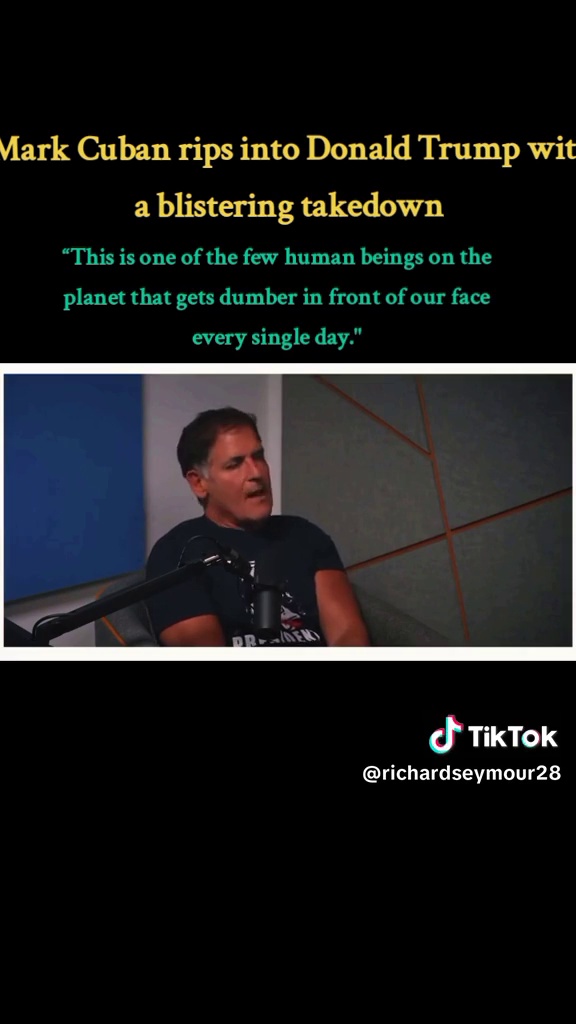 Mark Cuban rips into Donald Trump wit
a blistering takedown
“This is one of the few human beings on the
planet that gets dumber in front of our face
every single day."
PRESIDENT
TikTok
@richardseymour28